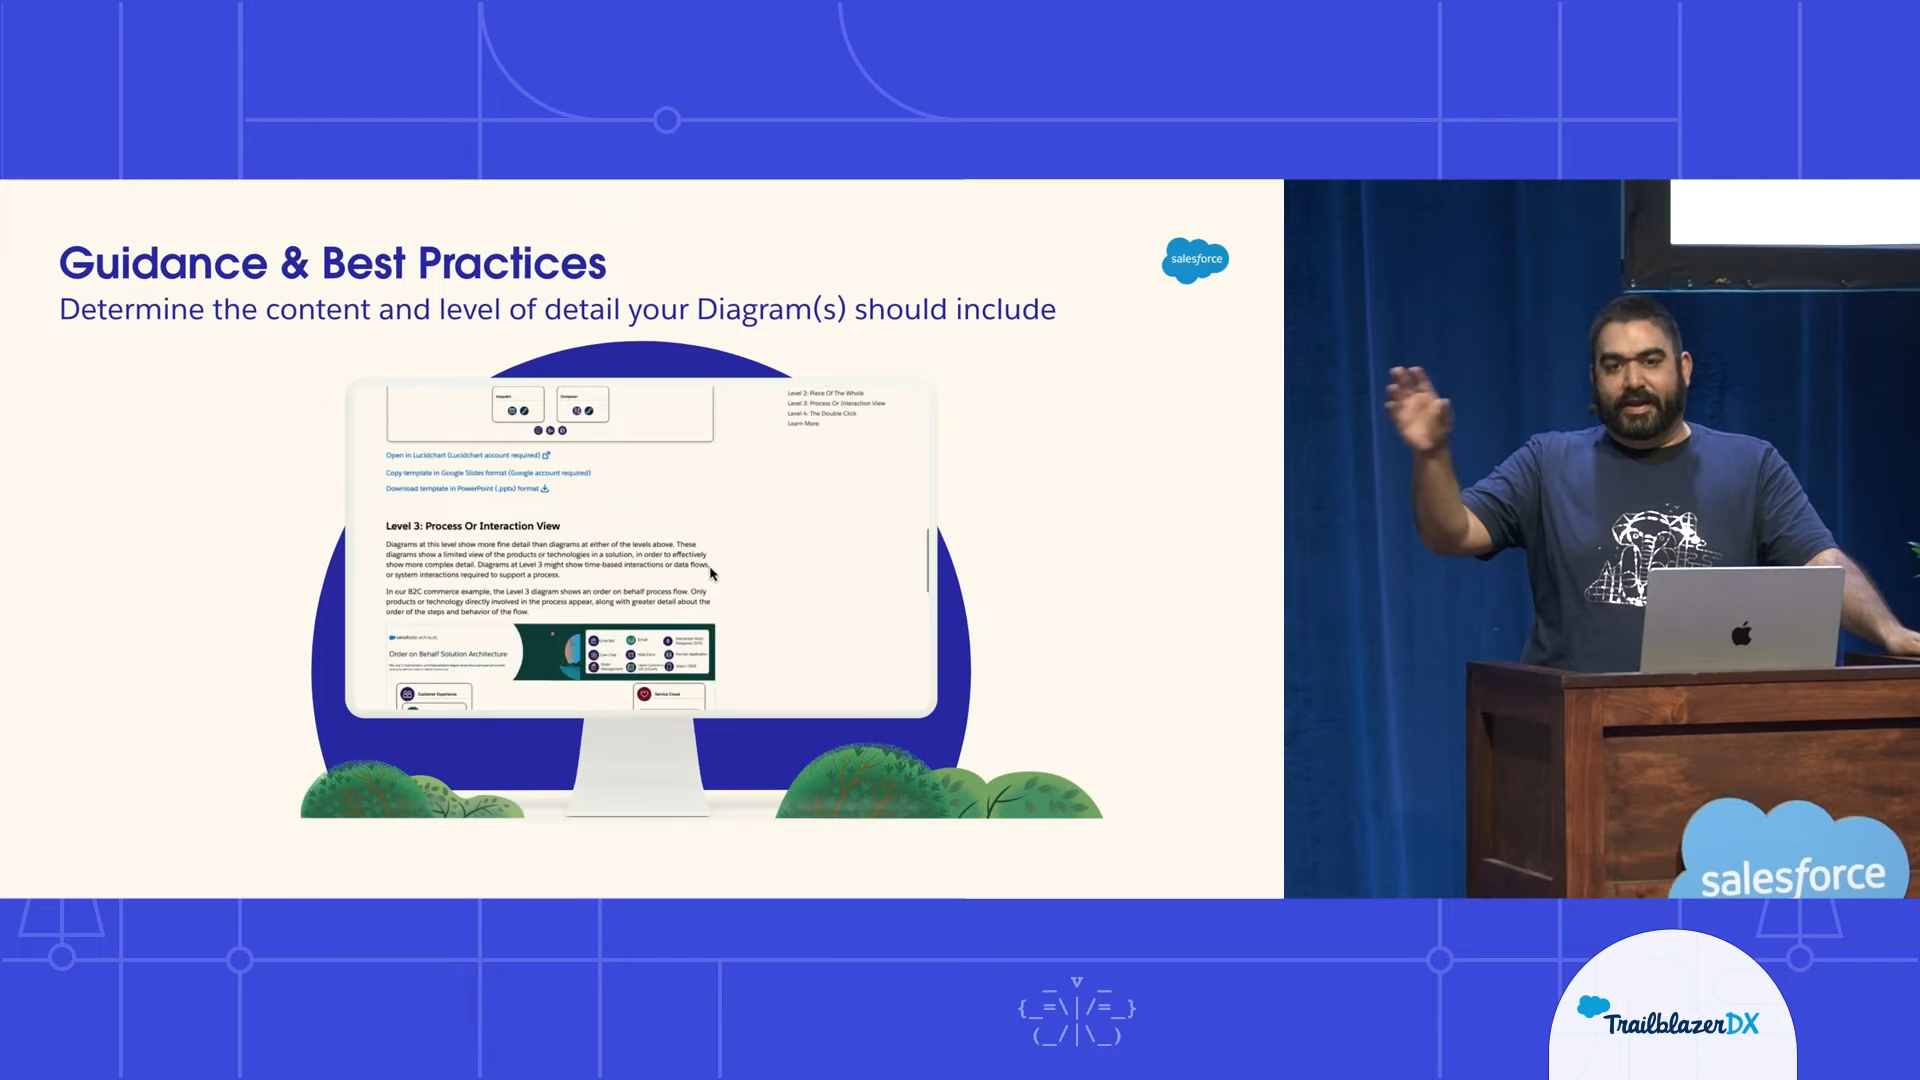 Guidance & Best Practices
Determine the content and level of detail your Diagram(s) should include
salesforce
Level 2: Piece Of The Whole
Level 3: Process Or Interaction View
Level 4: The Double Click
Learn More
Open in Lucidchart (Lucidchart account required)
Copy template in Google Slides format (Google account required)
Download template in PowerPoint (.pptx) format
Level 3: Process Or Interaction View
Diagrams at this level show more fine detail than diagrams at either of the levels above. These
diagrams show a limited view of the products or technologies in a solution, in order to effectively
show more complex detail. Diagrams at Level 3 might show time-based interactions or data flows,
or system interactions required to support a process.
In our B2C commerce example, the Level 3 diagram shows an order on behalf process flow. Only
products or technology directly involved in the process appear, along with greater detail about the
order of the steps and behavior of the flow.
salesforce architects
Order on Behalf Solution Architecture
Email
Customer Experience
Service Cloud
salesforce
{_=\|/=_}
(_/|\_)
TrailblazerDX